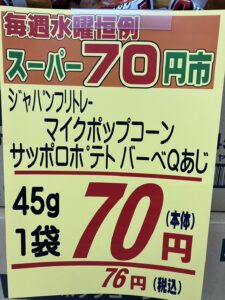 毎週水曜恒例
スーパー70円市
ジャパンフリトレー
マイクポップコーン
サッポロポテトバーベQあじ
45g
1袋
70円
(本体)
76円(税込)